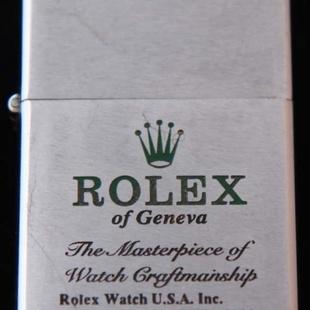 ROLEX
of Geneva
The Masterpiece of
Watch Craftmanship
Rolex Watch U.S.A. Inc.